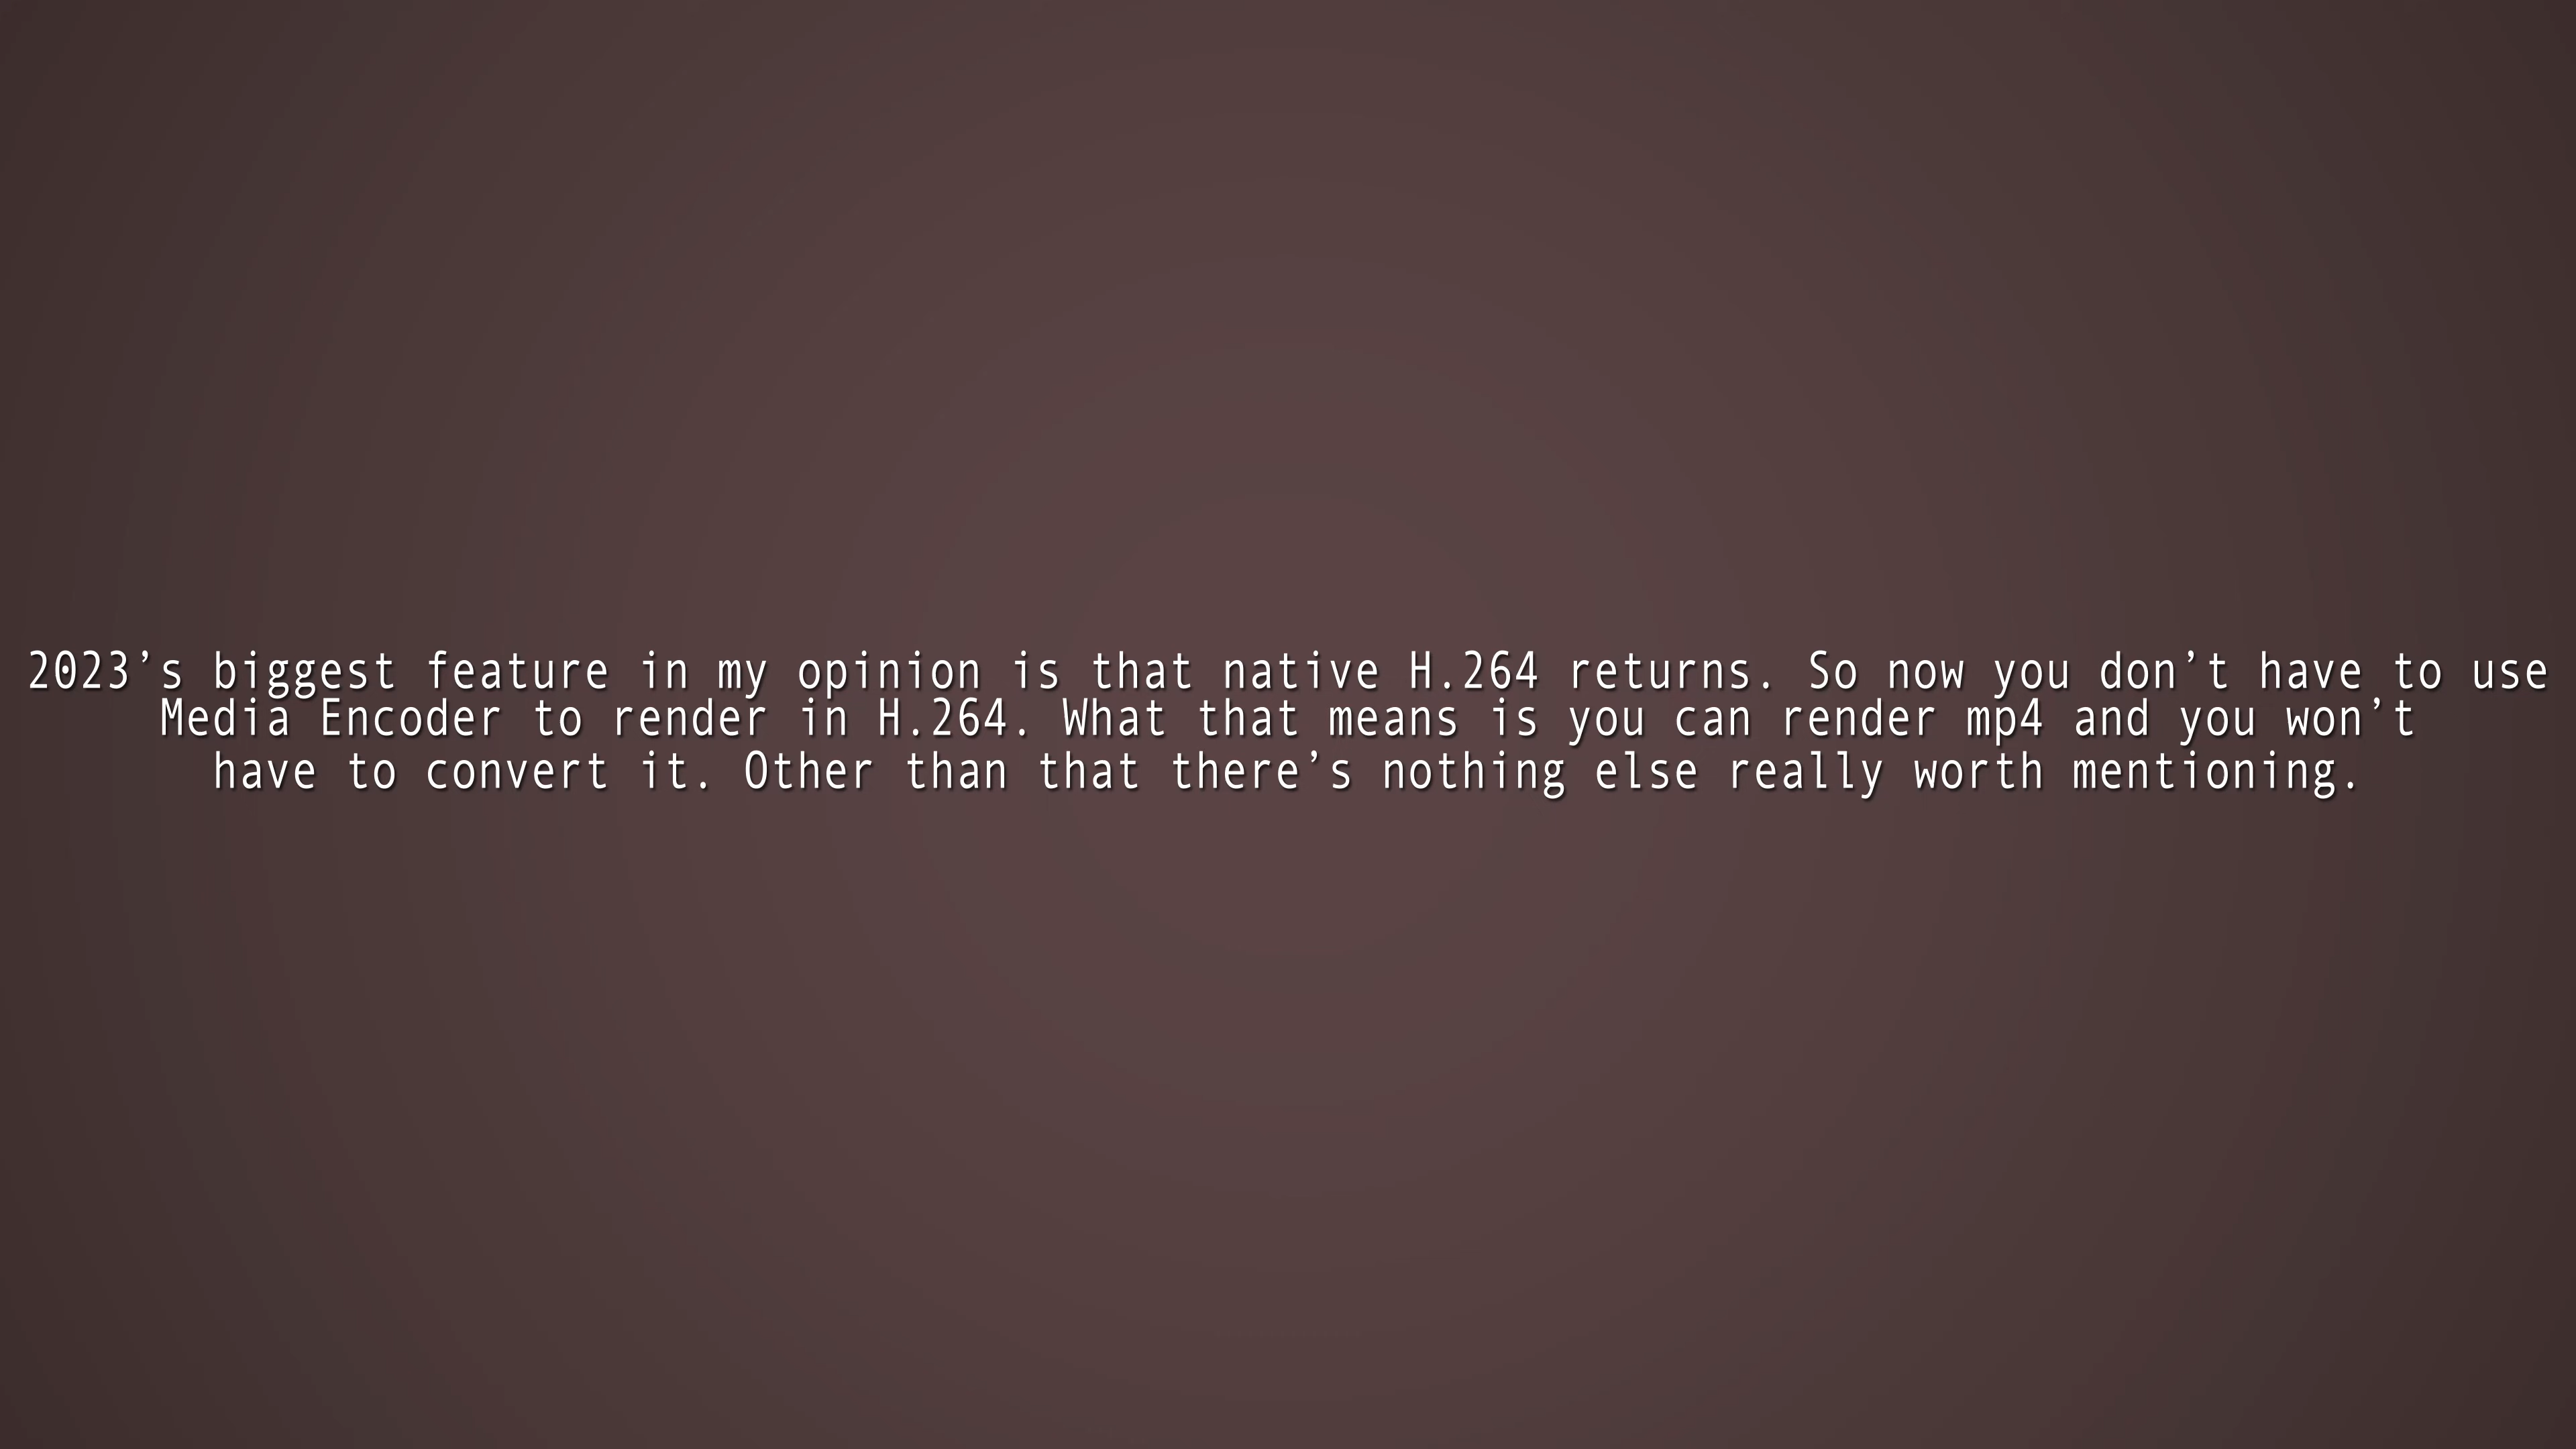 2023’s biggest feature in my opinion is that native H.264 returns. So now you don’t have to use
Media Encoder to render in H.264. What that means is you can render mp4 and you won’t
have to convert it. Other than that there’s nothing else really worth mentioning.